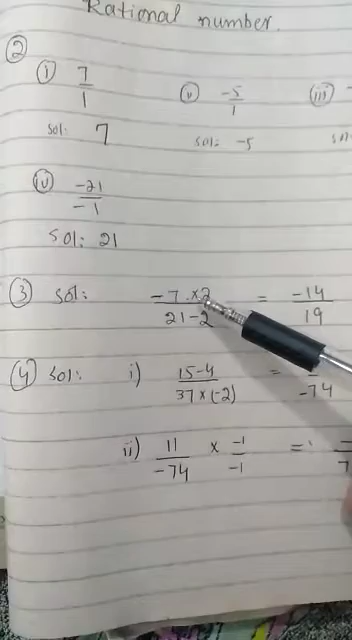 Rational number.
②
(i) 7/1 (ii) -5/1 (iii)
Sol: 7 Sol: -5
(iv) -21/-1
Sol: 21
③ Sol: -7 × 2 / 21 - 2 = -14/19
④ Sol: i) 15-4 / 37 × (-2) = / -74
ii) 11/-74 × -1/-1 =